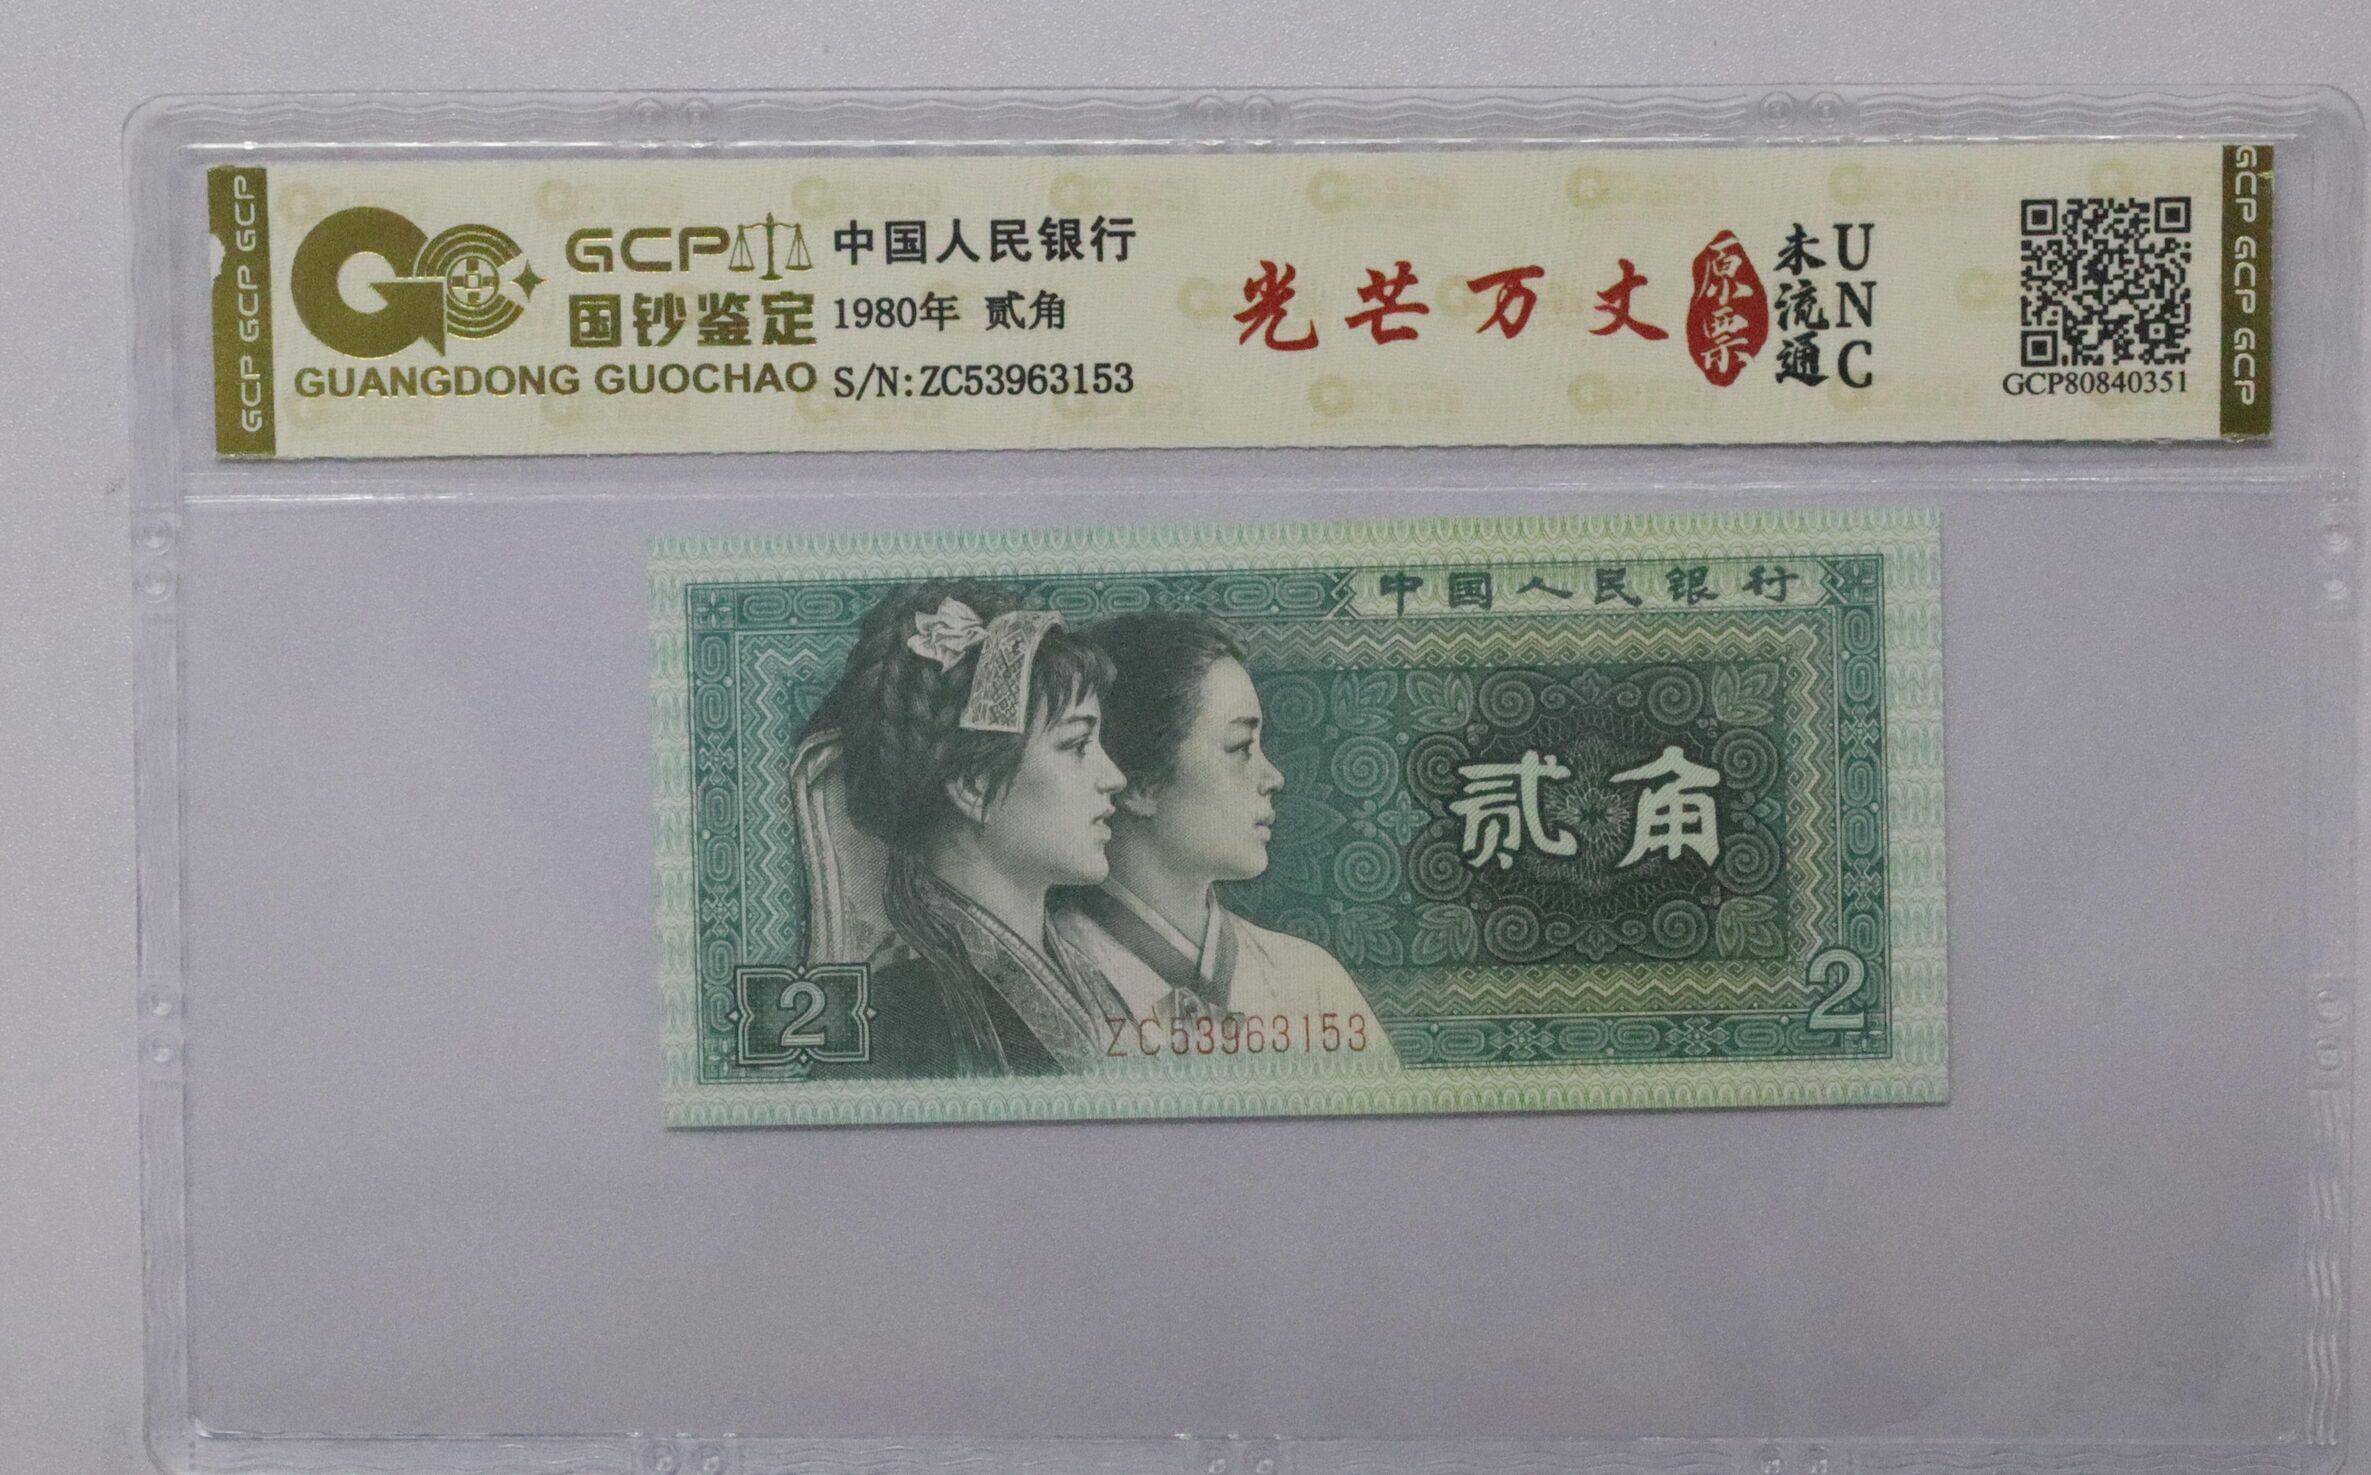 GCP GCP GCP
GCP
国钞鉴定
GUANGDONG GUOCHAO
中国人民银行
1980年 贰角
S/N:ZC53963153
光芒万丈
原票
未流通
UNC
GCP80840351
GCP GCP GCP
中国人民银行
贰角
2
2
ZC53963153